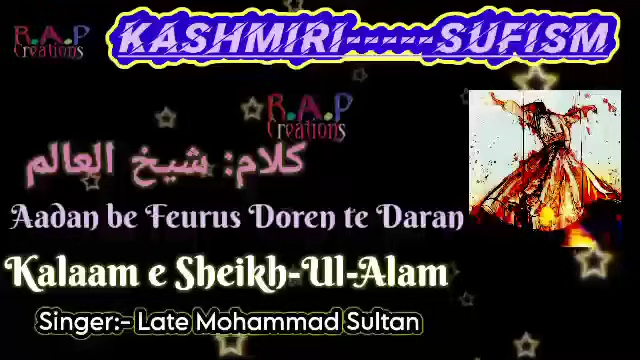 R.A.P
Creations
KASHMIRI-----SUFISM
R.A.P
Creations
کلام: شیخ العالم
Aadan be Feurus Doren te Daran
Kalaam e Sheikh-Ul-Alam
Singer:- Late Mohammad Sultan